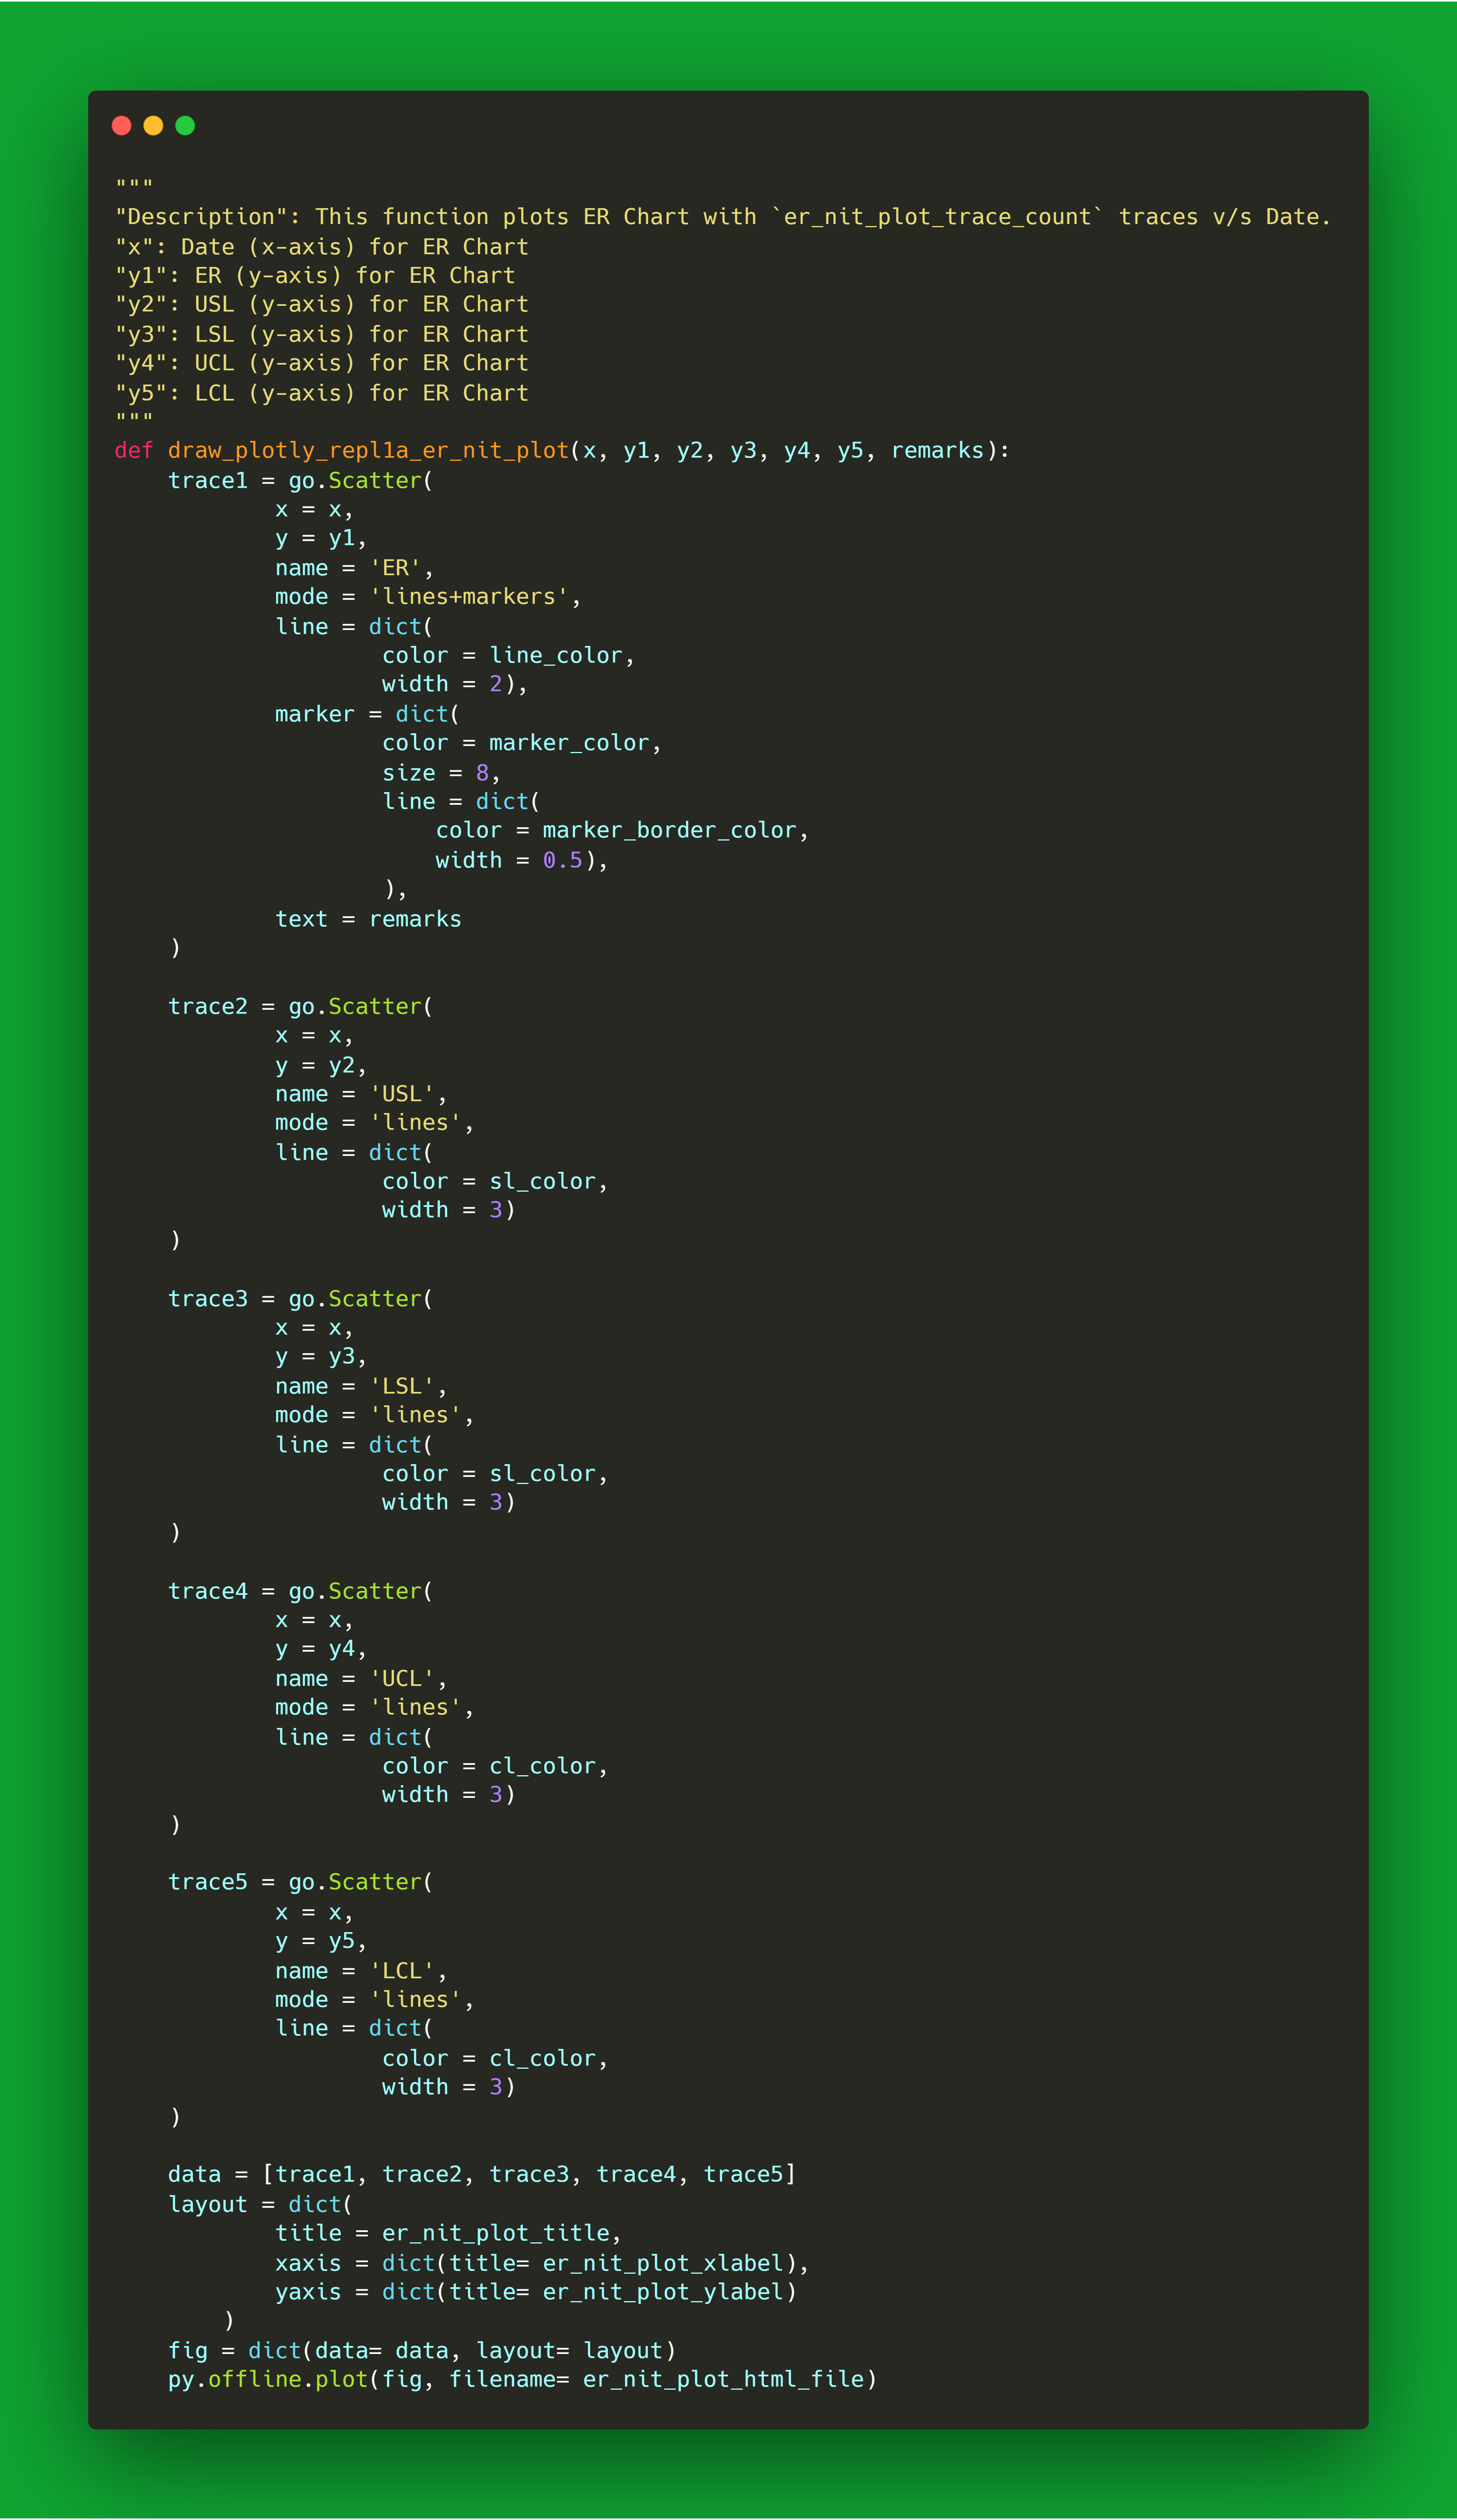 """
"Description": This function plots ER Chart with `er_nit_plot_trace_count` traces v/s Date.
"x": Date (x-axis) for ER Chart
"y1": ER (y-axis) for ER Chart
"y2": USL (y-axis) for ER Chart
"y3": LSL (y-axis) for ER Chart
"y4": UCL (y-axis) for ER Chart
"y5": LCL (y-axis) for ER Chart
"""
def draw_plotly_repl1a_er_nit_plot(x, y1, y2, y3, y4, y5, remarks):
    trace1 = go.Scatter(
            x = x,
            y = y1,
            name = 'ER',
            mode = 'lines+markers',
            line = dict(
                    color = line_color,
                    width = 2),
            marker = dict(
                    color = marker_color,
                    size = 8,
                    line = dict(
                        color = marker_border_color,
                        width = 0.5),
                    ),
            text = remarks
    )

    trace2 = go.Scatter(
            x = x,
            y = y2,
            name = 'USL',
            mode = 'lines',
            line = dict(
                    color = sl_color,
                    width = 3)
    )

    trace3 = go.Scatter(
            x = x,
            y = y3,
            name = 'LSL',
            mode = 'lines',
            line = dict(
                    color = sl_color,
                    width = 3)
    )

    trace4 = go.Scatter(
            x = x,
            y = y4,
            name = 'UCL',
            mode = 'lines',
            line = dict(
                    color = cl_color,
                    width = 3)
    )

    trace5 = go.Scatter(
            x = x,
            y = y5,
            name = 'LCL',
            mode = 'lines',
            line = dict(
                    color = cl_color,
                    width = 3)
    )

    data = [trace1, trace2, trace3, trace4, trace5]
    layout = dict(
            title = er_nit_plot_title,
            xaxis = dict(title= er_nit_plot_xlabel),
            yaxis = dict(title= er_nit_plot_ylabel)
        )
    fig = dict(data= data, layout= layout)
    py.offline.plot(fig, filename= er_nit_plot_html_file)